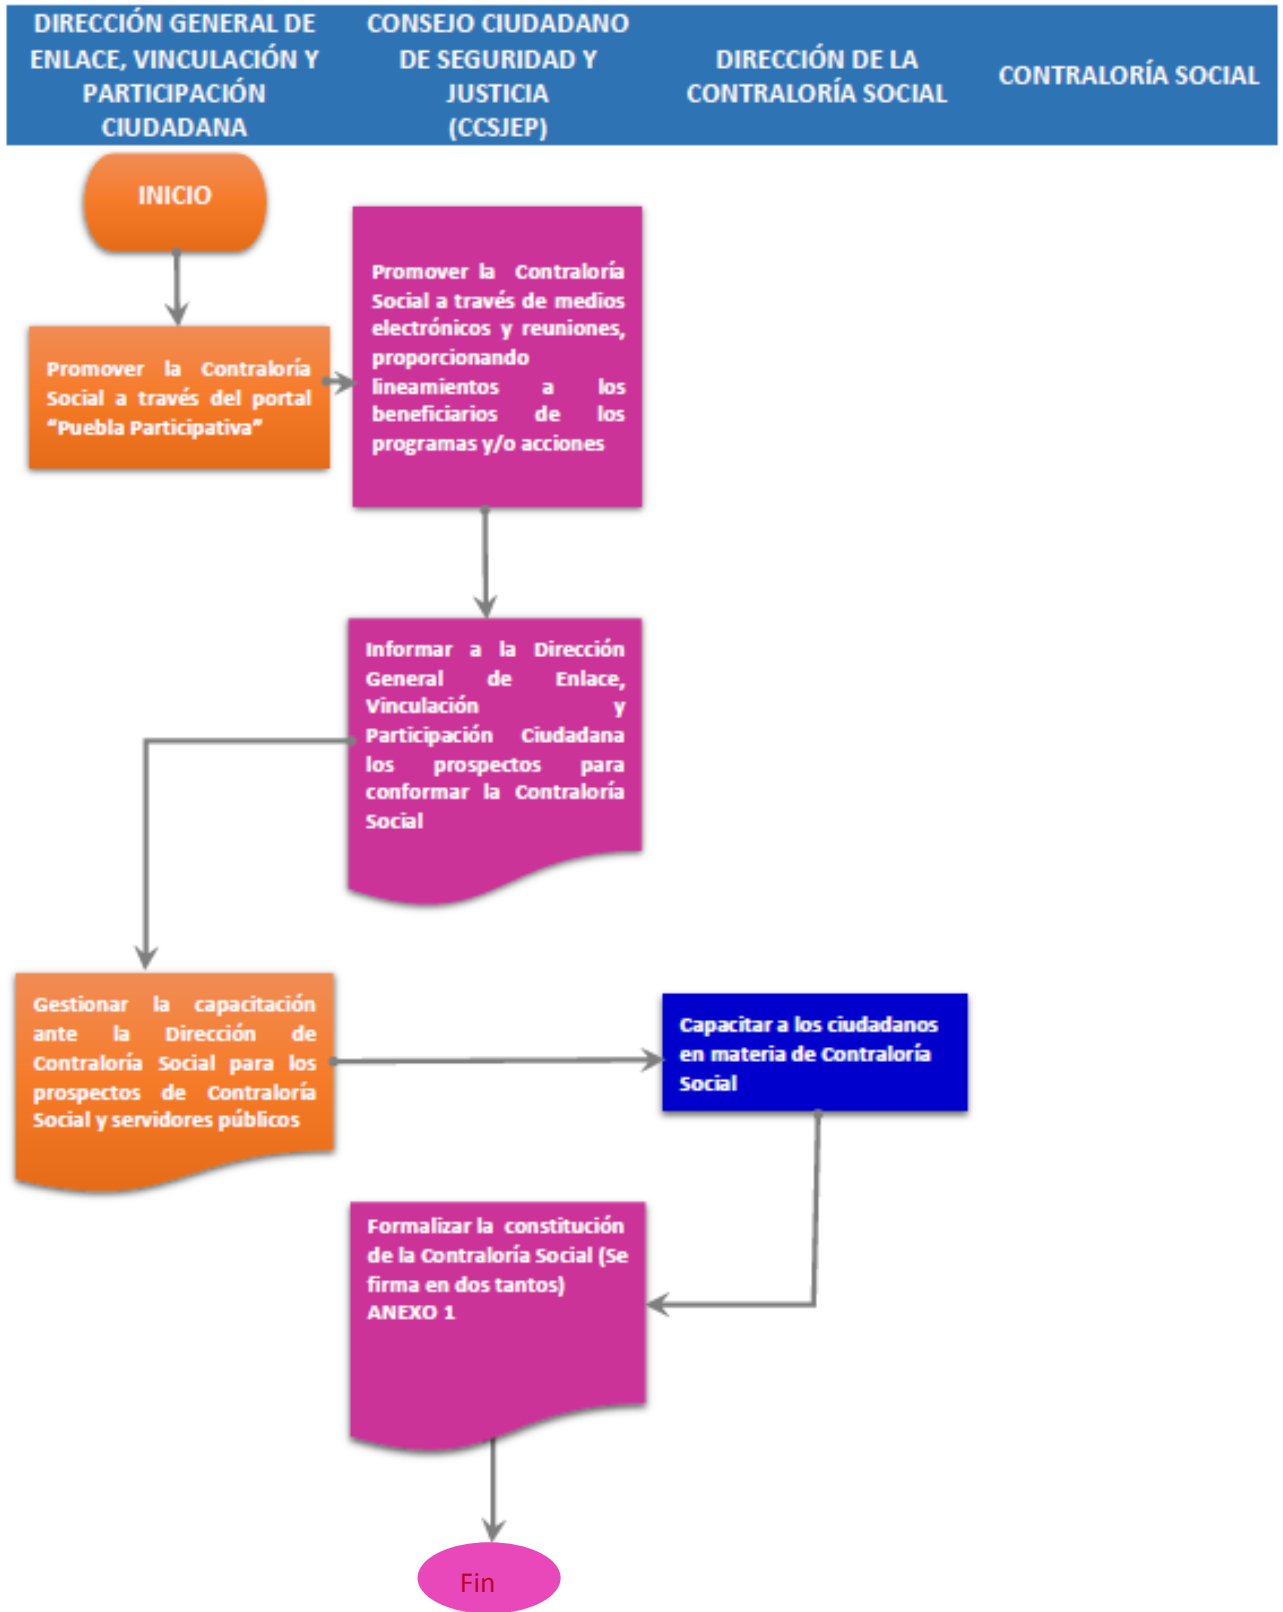 DIRECCIÓN GENERAL DE
ENLACE, VINCULACIÓN Y
PARTICIPACIÓN
CIUDADANA
CONSEJO CIUDADANO
DE SEGURIDAD Y
JUSTICIA
(CCSJEP)
DIRECCIÓN DE LA
CONTRALORÍA SOCIAL
CONTRALORÍA SOCIAL
INICIO
Promover la Contraloría
Social a través del portal
“Puebla Participativa”
Promover la Contraloría
Social a través de medios
electrónicos y reuniones,
proporcionando
lineamientos a los
beneficiarios de los
programas y/o acciones
Informar a la Dirección
General de Enlace,
Vinculación y
Participación Ciudadana
los prospectos para
conformar la Contraloría
Social
Gestionar la capacitación
ante la Dirección de
Contraloría Social para los
prospectos de Contraloría
Social y servidores públicos
Capacitar a los ciudadanos
en materia de Contraloría
Social
Formalizar la constitución
de la Contraloría Social (Se
firma en dos tantos)
ANEXO 1
Fin